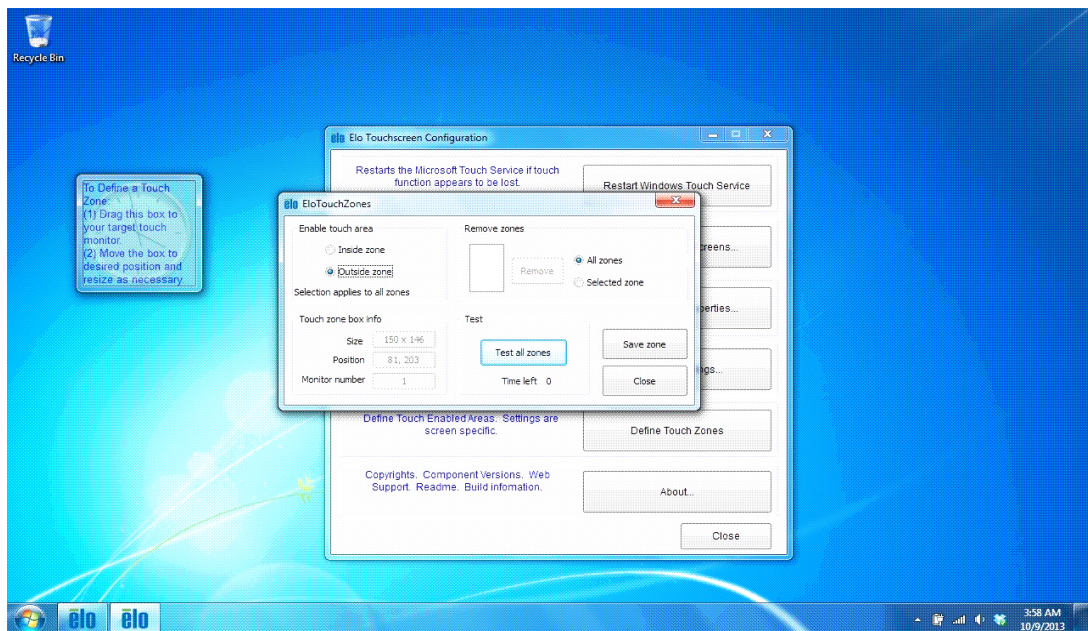 Recycle Bin
To Define a Touch
Zone:
(1) Drag this box to
your target touch
monitor.
(2) Move the box to
desired position and
resize as necessary
elo Elo Touchscreen Configuration
Restarts the Microsoft Touch Service if touch
function appears to be lost.
Restart Windows Touch Service
elo EloTouchZones
Enable touch area
Inside zone
Outside zone
Selection applies to all zones
Remove zones
Remove
All zones
Selected zone
Touch zone box info
Size 150 x 146
Position 81, 203
Monitor number 1
Test
Test all zones
Time left 0
Save zone
Close
creens...
perties...
ngs...
Define Touch Enabled Areas. Settings are
screen specific.
Define Touch Zones
Copyrights. Component Versions. Web
Support. Readme. Build infomation.
About...
Close
elo
elo
3:58 AM
10/9/2013